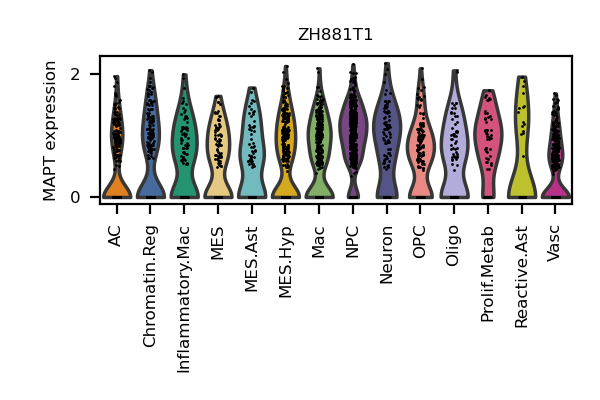 ZH881T1
MAPT expression
2
0
AC
Chromatin.Reg
Inflammatory.Mac
MES
MES.Ast
MES.Hyp
Mac
NPC
Neuron
OPC
Oligo
Prolif.Metab
Reactive.Ast
Vasc